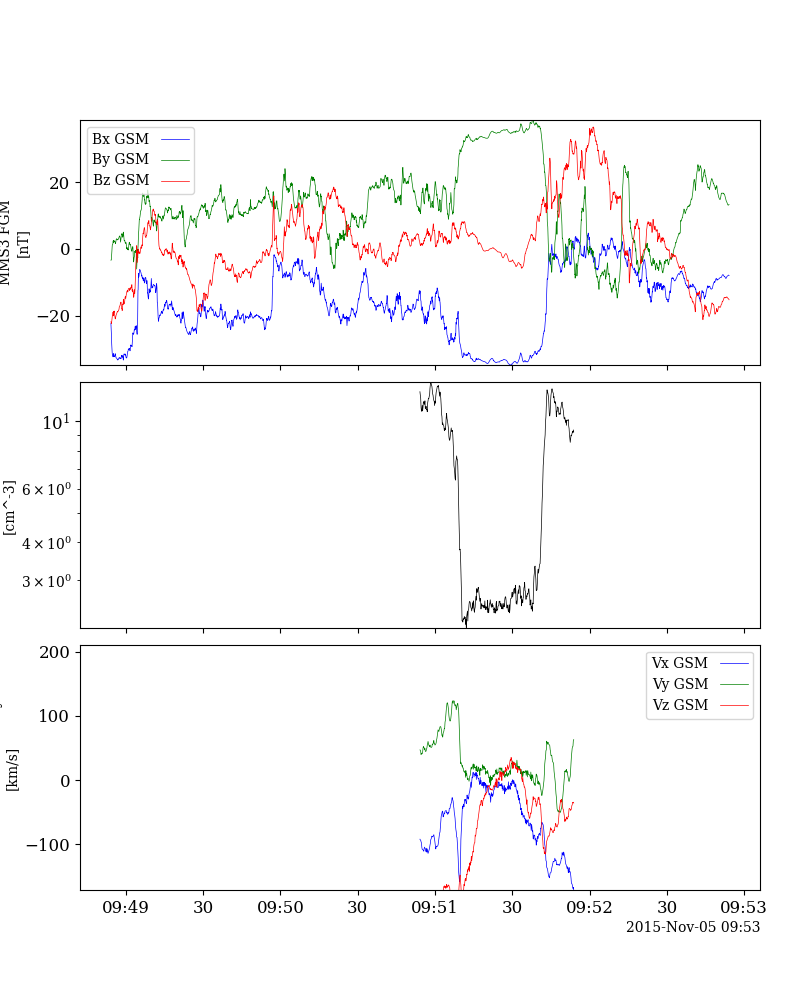 MMS3 FGM
[nT]
20
0
−20
Bx GSM
By GSM
Bz GSM
[cm^-3]
10¹
6 × 10⁰
4 × 10⁰
3 × 10⁰
[km/s]
200
100
0
−100
Vx GSM
Vy GSM
Vz GSM
09:49 30 09:50 30 09:51 30 09:52 30 09:53
2015-Nov-05 09:53